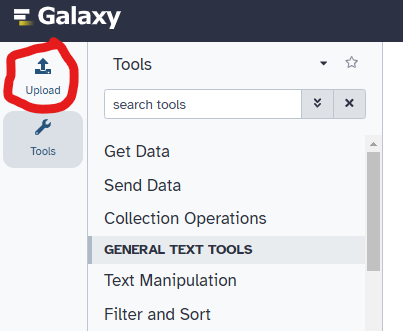 Galaxy
Upload
Tools
Tools
search tools
Get Data
Send Data
Collection Operations
GENERAL TEXT TOOLS
Text Manipulation
Filter and Sort